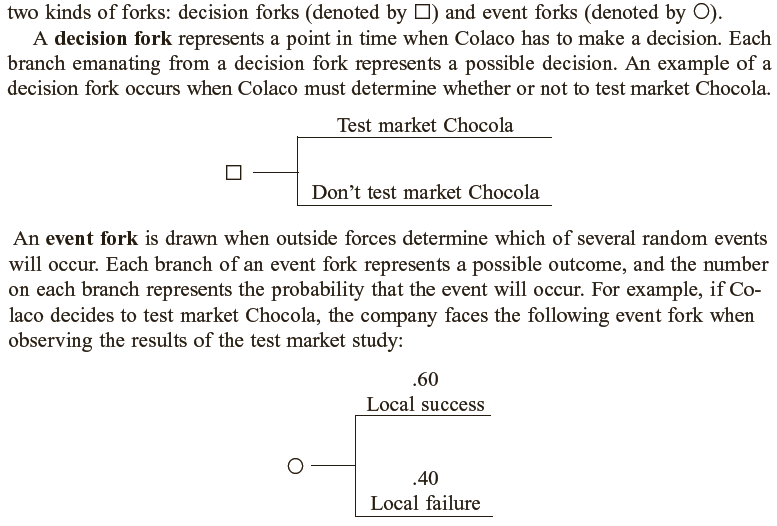 two kinds of forks: decision forks (denoted by □) and event forks (denoted by ○).
A decision fork represents a point in time when Colaco has to make a decision. Each
branch emanating from a decision fork represents a possible decision. An example of a
decision fork occurs when Colaco must determine whether or not to test market Chocola.
Test market Chocola
Don’t test market Chocola
An event fork is drawn when outside forces determine which of several random events
will occur. Each branch of an event fork represents a possible outcome, and the number
on each branch represents the probability that the event will occur. For example, if Co-
laco decides to test market Chocola, the company faces the following event fork when
observing the results of the test market study:
.60
Local success
.40
Local failure